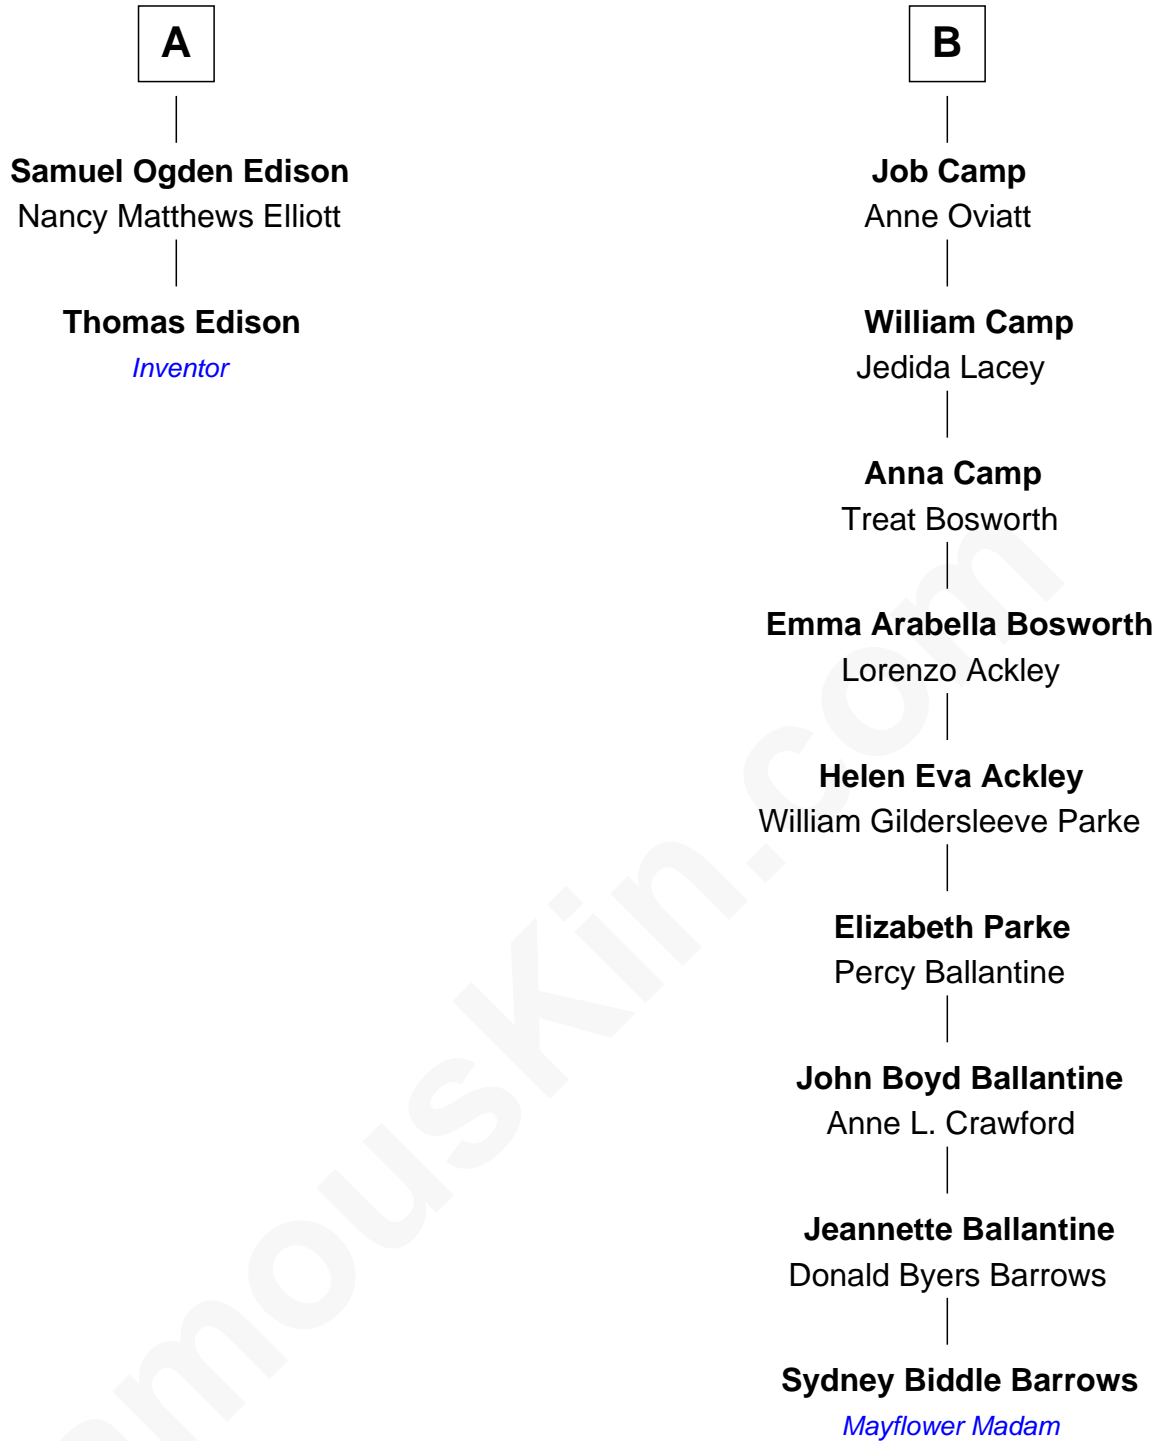 A
Samuel Ogden Edison
Nancy Matthews Elliott
Thomas Edison
Inventor
B
Job Camp
Anne Oviatt
William Camp
Jedida Lacey
Anna Camp
Treat Bosworth
Emma Arabella Bosworth
Lorenzo Ackley
Helen Eva Ackley
William Gildersleeve Parke
Elizabeth Parke
Percy Ballantine
John Boyd Ballantine
Anne L. Crawford
Jeannette Ballantine
Donald Byers Barrows
Sydney Biddle Barrows
Mayflower Madam
amouskin.com